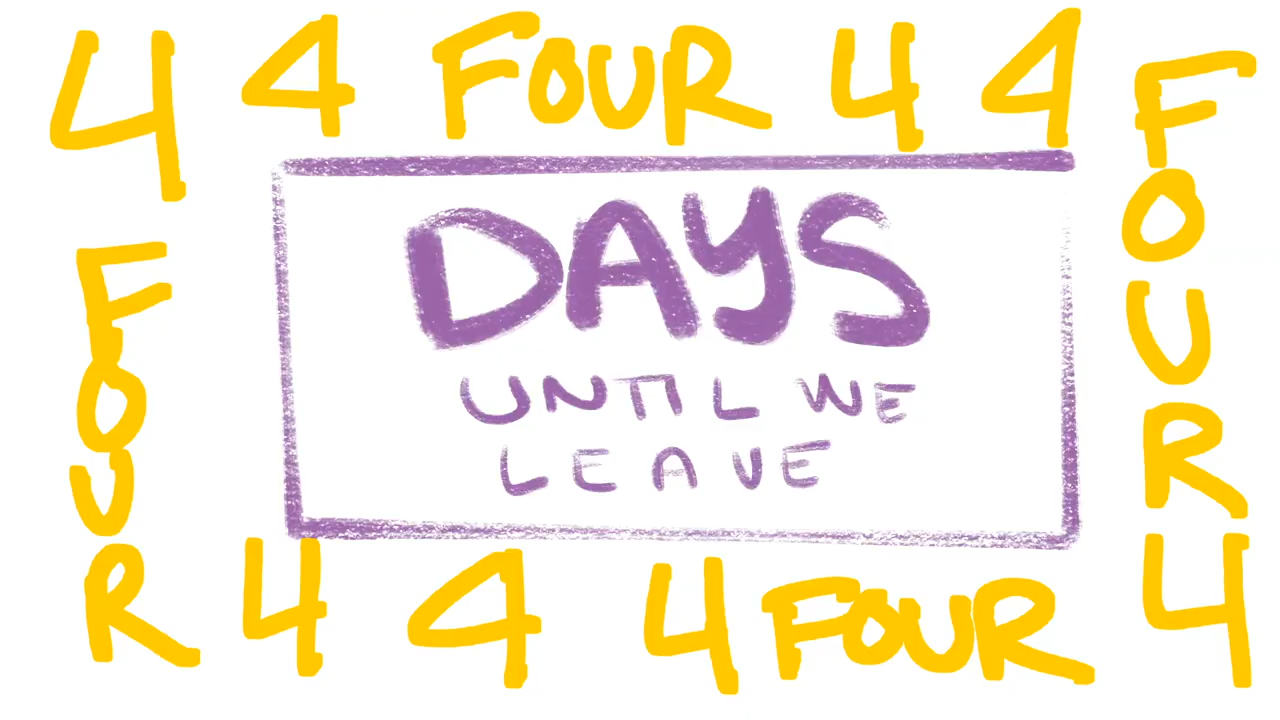 4 4 FOUR 4 4
FOUR
DAYS
UNTIL WE
LEAVE
FOUR
4 4 4 FOUR 4